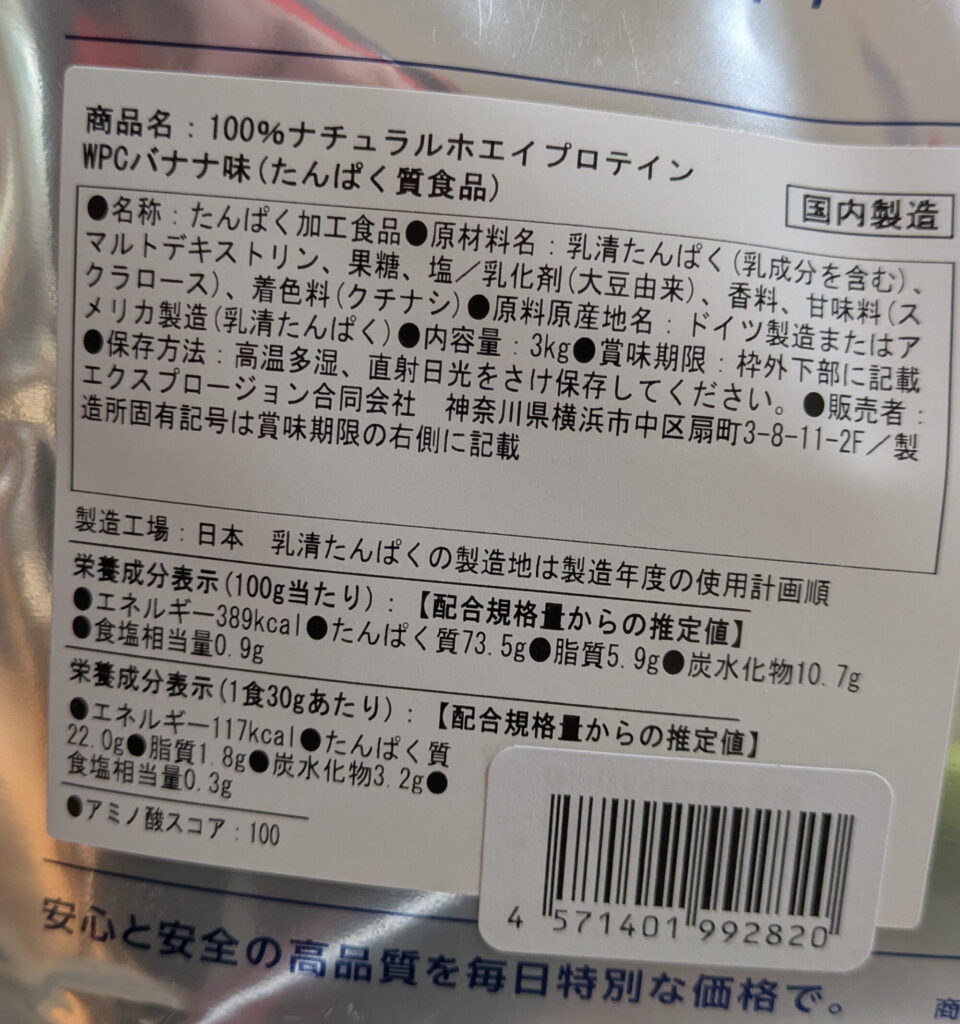 商品名：100%ナチュラルホエイプロテイン
WPCバナナ味(たんぱく質食品)
国内製造
●名称：たんぱく加工食品●原材料名：乳清たんぱく(乳成分を含む)、
マルトデキストリン、果糖、塩／乳化剤(大豆由来)、香料、甘味料(ス
クラロース)、着色料(クチナシ)●原料原産地名：ドイツ製造またはア
メリカ製造(乳清たんぱく)●内容量：3kg●賞味期限：枠外下部に記載
●保存方法：高温多湿、直射日光をさけ保存してください。●販売者：
エクスプロージョン合同会社　神奈川県横浜市中区扇町3-8-11-2F／製
造所固有記号は賞味期限の右側に記載
製造工場：日本　乳清たんぱくの製造地は製造年度の使用計画順
栄養成分表示(100g当たり)：【配合規格量からの推定値】
●エネルギー389kcal●たんぱく質73.5g●脂質5.9g●炭水化物10.7g
●食塩相当量0.9g
栄養成分表示(1食30gあたり)：【配合規格量からの推定値】
●エネルギー117kcal●たんぱく質
22.0g●脂質1.8g●炭水化物3.2g●
食塩相当量0.3g
●アミノ酸スコア：100
4 571401 992820
安心と安全の高品質を毎日特別な価格で。
商